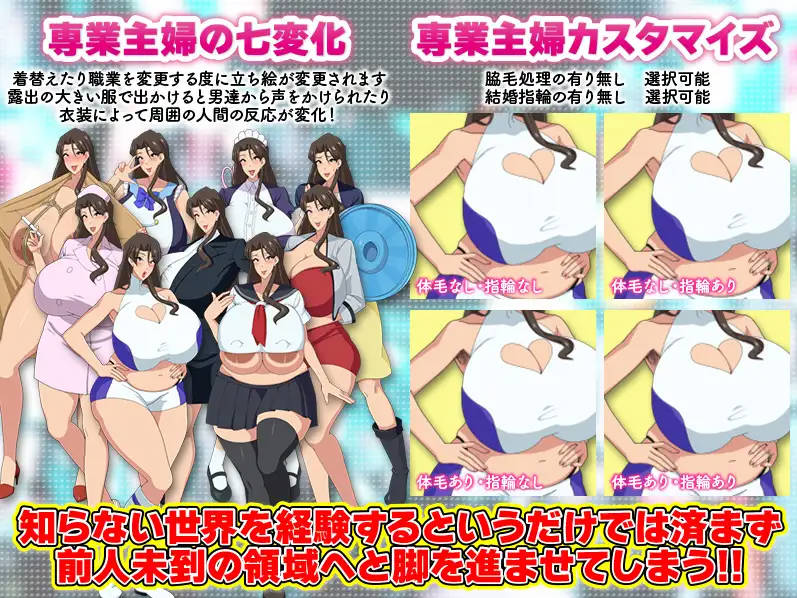 専業主婦の七変化
着替えたり職業を変更する度に立ち絵が変更されます
露出の大きい服で出かけると男達から声をかけられたり
衣装によって周囲の人間の反応が変化!
専業主婦カスタマイズ
脇毛処理の有り無し 選択可能
結婚指輪の有り無し 選択可能
体毛なし・指輪なし
体毛なし・指輪あり
体毛あり・指輪なし
体毛あり・指輪あり
知らない世界を経験するというだけでは済まず
前人未到の領域へと脚を進ませてしまう!!